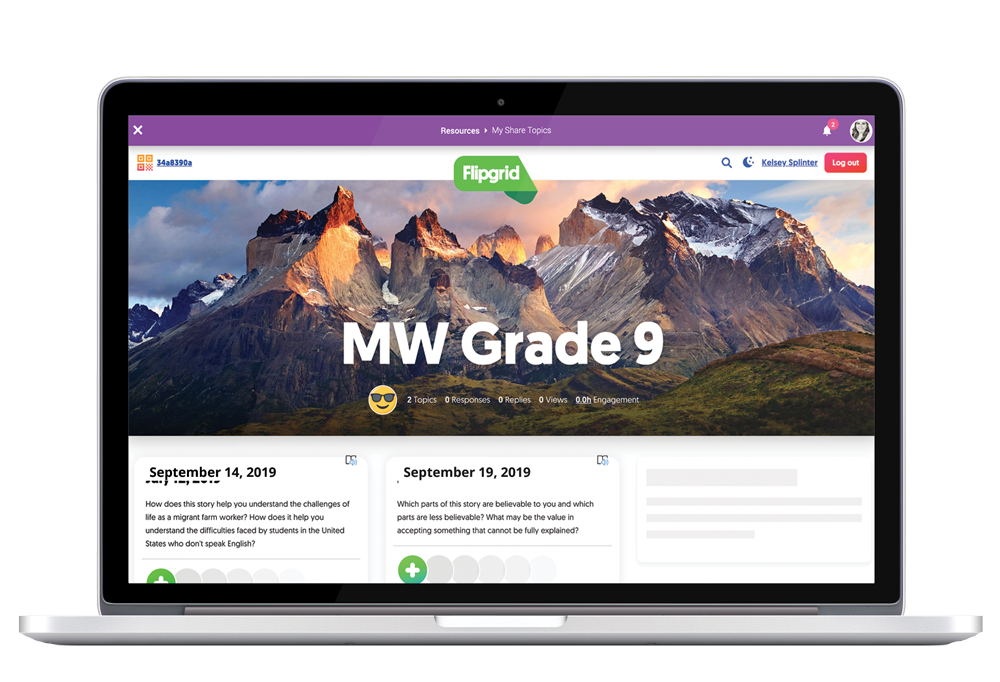 Resources My Share Topics
2
34a8390a
Flipgrid
Kelsey Splinter
Log out
MW Grade 9
2 Topics 0 Responses 0 Replies 0 Views 0.0h Engagement
September 14, 2019
How does this story help you understand the challenges of
life as a migrant farm worker? How does it help you
understand the difficulties faced by students in the United
States who don't speak English?
September 19, 2019
Which parts of this story are believable to you and which
parts are less believable? What may be the value in
accepting something that cannot be fully explained?